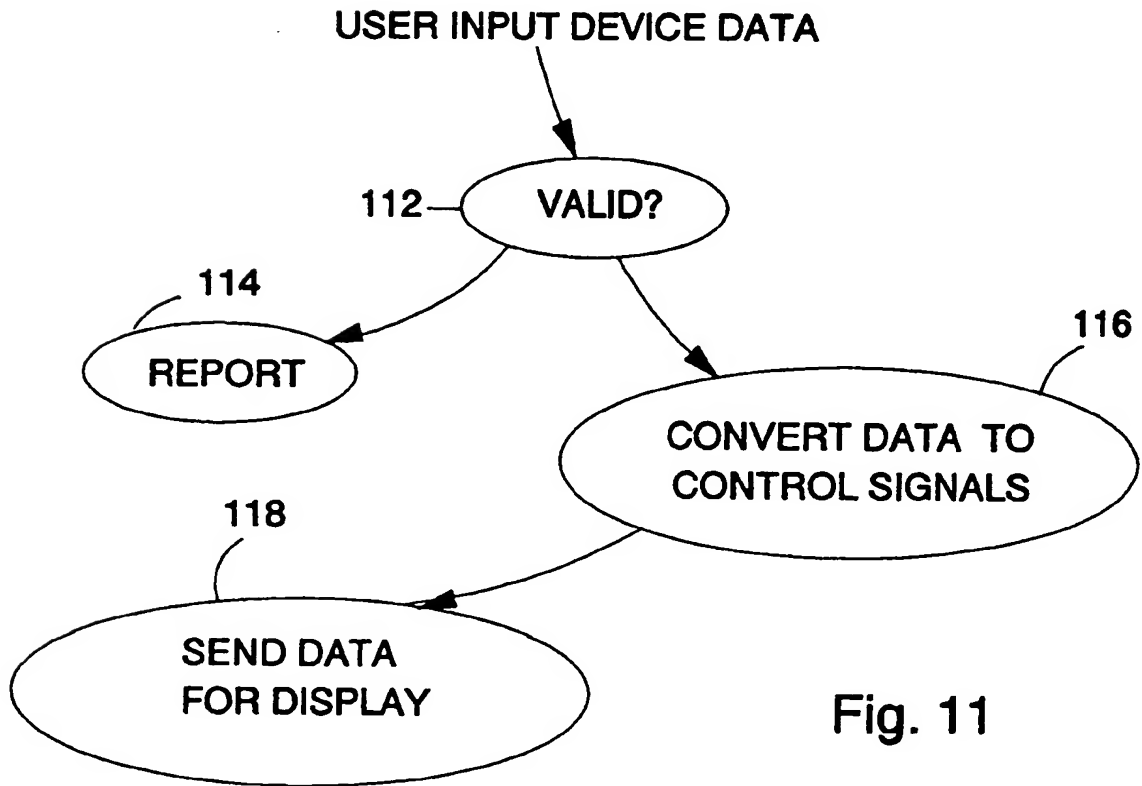 USER INPUT DEVICE DATA
112
VALID?
114
REPORT
116
CONVERT DATA TO
CONTROL SIGNALS
118
SEND DATA
FOR DISPLAY
Fig. 11